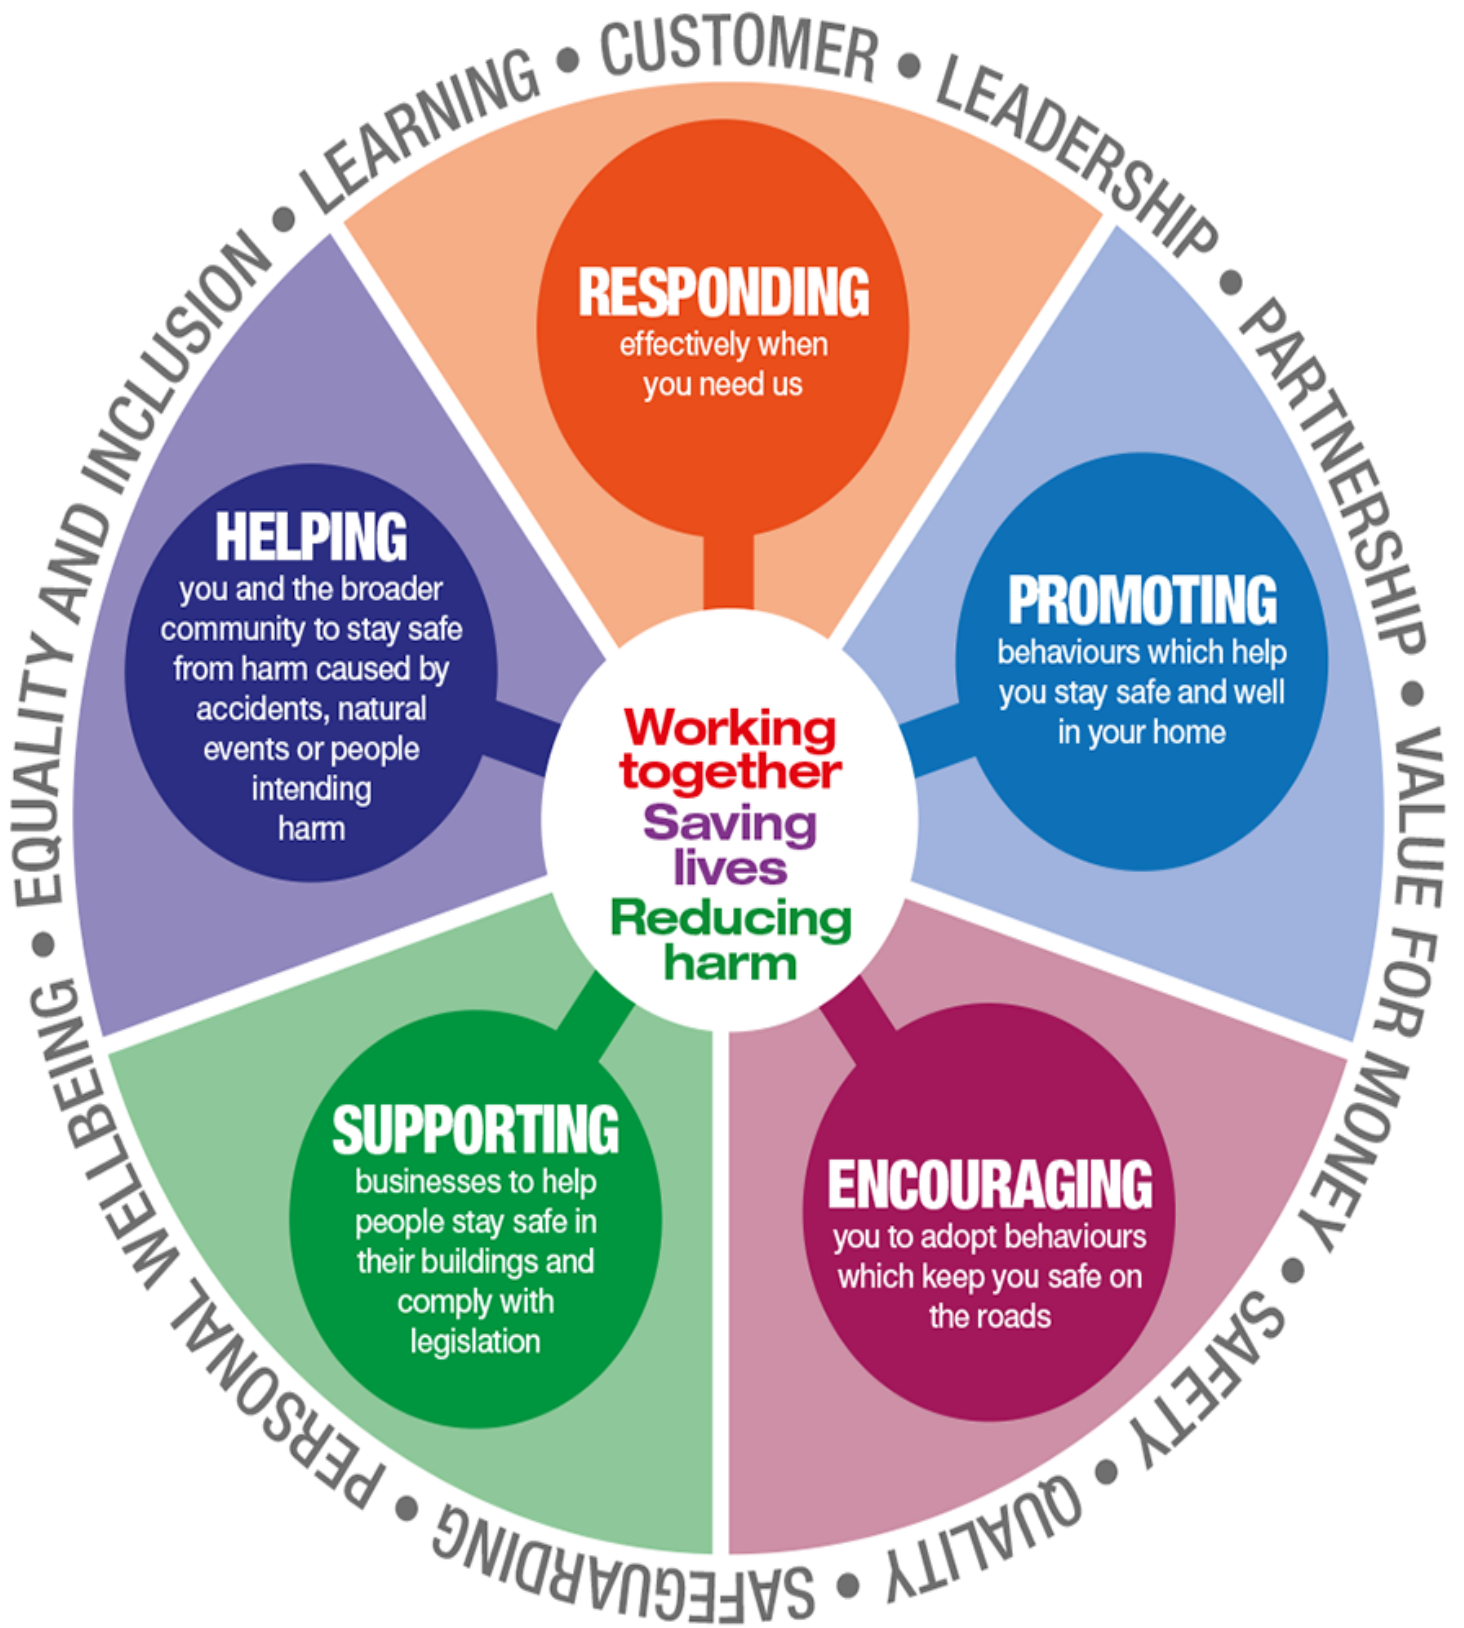 CUSTOMER • LEADERSHIP • PARTNERSHIP • VALUE FOR MONEY • SAFETY • QUALITY • SAFEGUARDING • PERSONAL WELLBEING • EQUALITY AND INCLUSION • LEARNING •
RESPONDING
effectively when
you need us
PROMOTING
behaviours which help
you stay safe and well
in your home
ENCOURAGING
you to adopt behaviours
which keep you safe on
the roads
SUPPORTING
businesses to help
people stay safe in
their buildings and
comply with
legislation
HELPING
you and the broader
community to stay safe
from harm caused by
accidents, natural
events or people
intending
harm
Working
together
Saving
lives
Reducing
harm